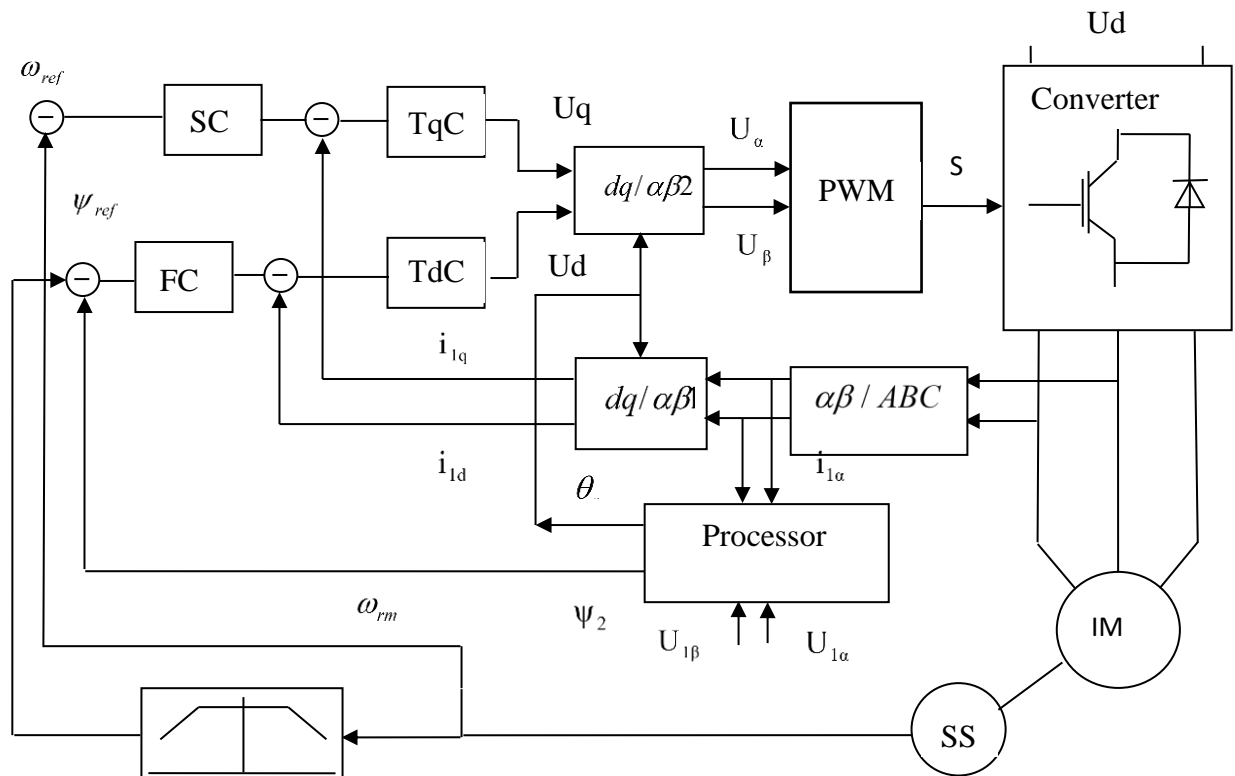 Ud
ω_ref
SC
TqC
Uq
Converter
U_α
dq/αβ2
PWM
S
ψ_ref
U_β
FC
TdC
Ud
i_1q
dq/αβ1
αβ / ABC
i_1d
i_1α
θ
Processor
ω_rm
ψ_2
U_1β
U_1α
IM
SS